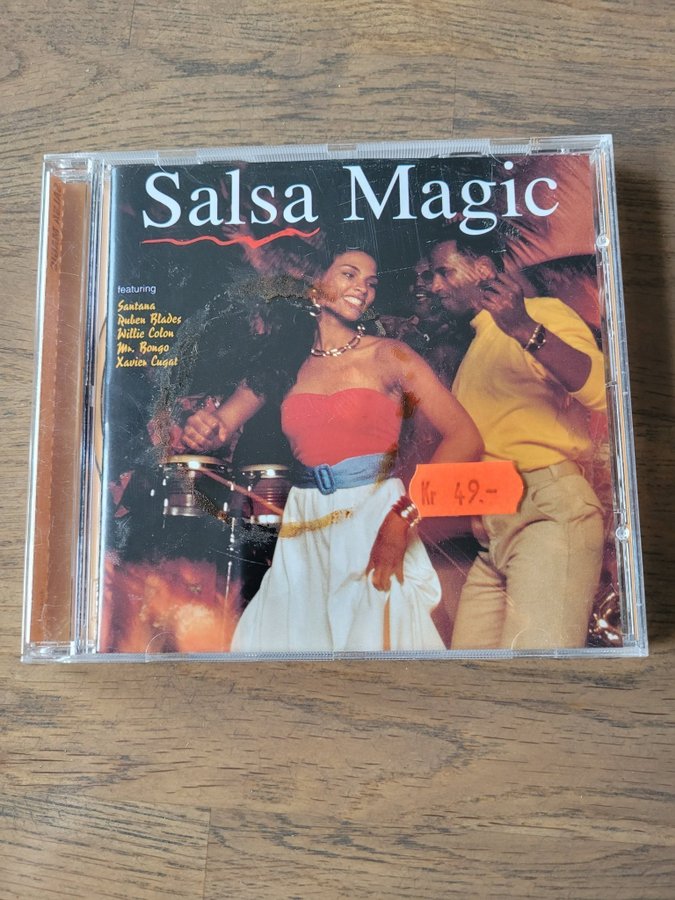 Salsa Magic
featuring
Santana
Ruben Blades
Willie Colon
Mr. Bongo
Xavier Cugat
Kr 49.-